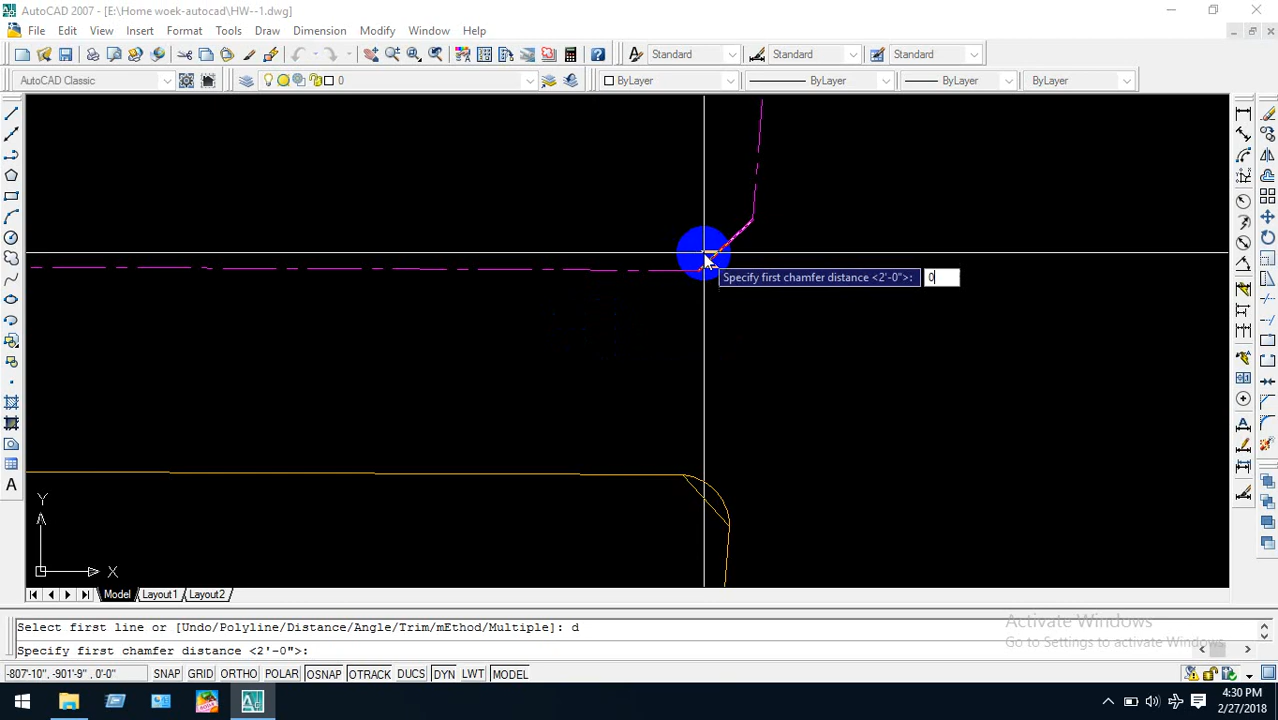 AutoCAD 2007 - [E:\Home woek-autocad\HW--1.dwg]
File Edit View Insert Format Tools Draw Dimension Modify Window Help
Standard Standard Standard
AutoCAD Classic 0 ByLayer ByLayer ByLayer ByLayer
Specify first chamfer distance <2'-0">: 0
Y
X
A
Model Layout1 Layout2
Select first line or [Undo/Polyline/Distance/Angle/Trim/mEthod/Multiple]: d
Specify first chamfer distance <2'-0">:
Activate Windows
Go to Settings to activate Windows.
-807'-10", -901'-9", 0'-0" SNAP GRID ORTHO POLAR OSNAP OTRACK DUCS DYN LWT MODEL
4:30 PM
2/27/2018